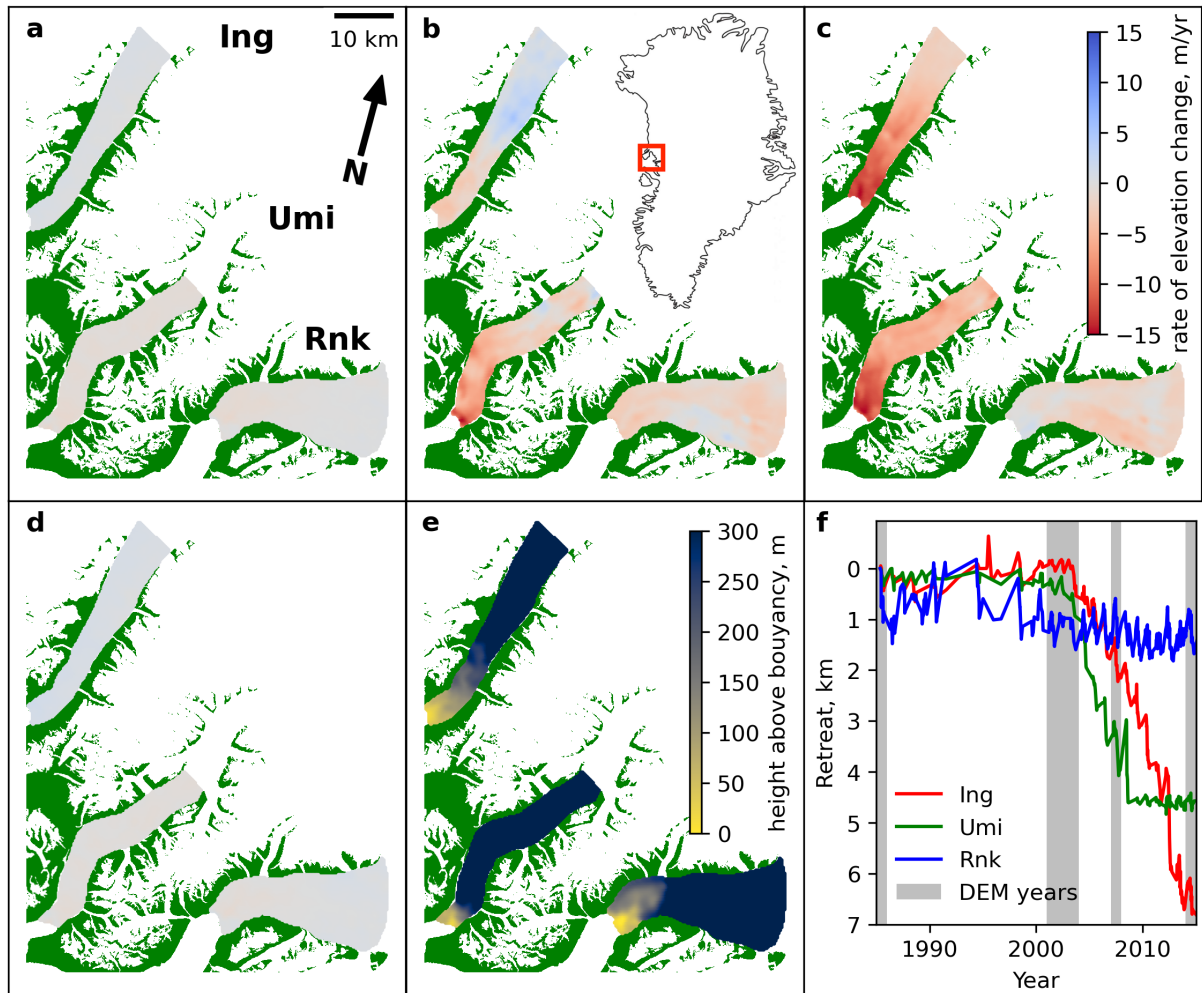 a
Ing
10 km
N
Umi
Rnk
b
c
15
10
5
0
−5
−10
−15
rate of elevation change, m/yr
d
e
300
250
200
150
100
50
0
height above bouyancy, m
f
0
1
2
3
4
5
6
7
Retreat, km
Ing
Umi
Rnk
DEM years
1990
2000
2010
Year